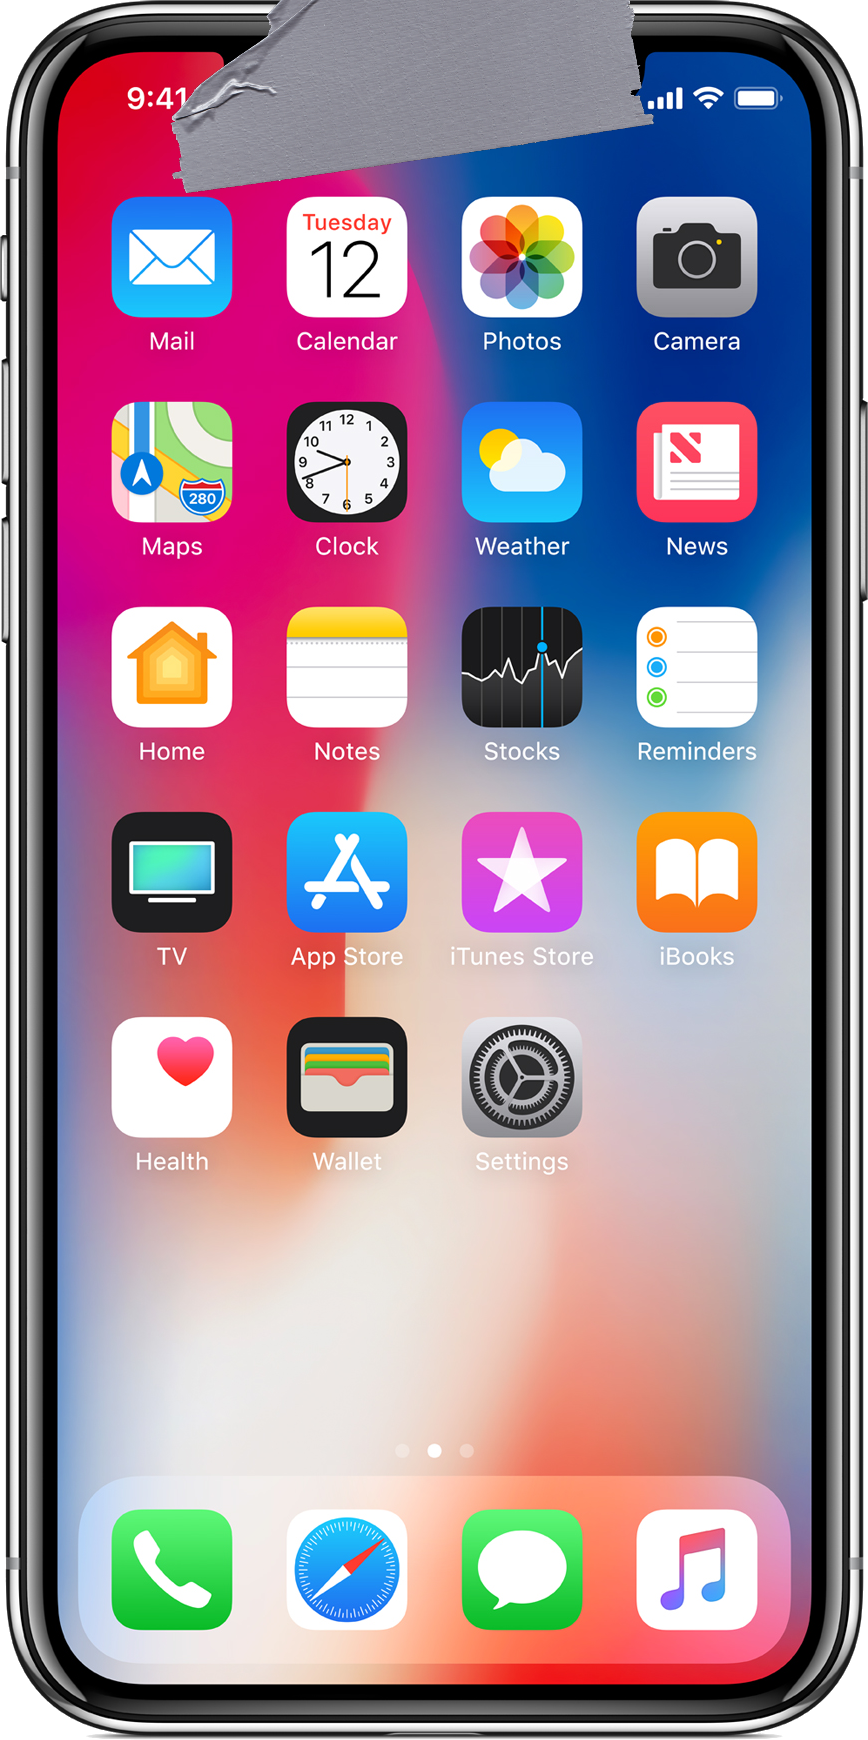 9:41
Tuesday
12
Mail
Calendar
Photos
Camera
280
12
11 1
10 2
9 3
8 4
7 5
6
Maps
Clock
Weather
News
Home
Notes
Stocks
Reminders
TV
App Store
iTunes Store
iBooks
Health
Wallet
Settings